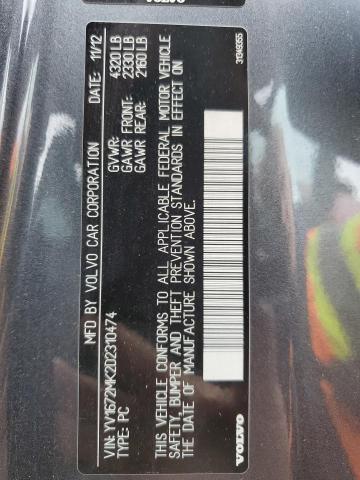 VOLVO
MFD BY VOLVO CAR CORPORATION DATE: 11/12
GVWR: 4320 LB
GAWR FRONT: 2330 LB
GAWR REAR: 2160 LB
VIN: YV1672MK2D2310474
TYPE: PC
THIS VEHICLE CONFORMS TO ALL APPLICABLE FEDERAL MOTOR VEHICLE
SAFETY, BUMPER AND THEFT PREVENTION STANDARDS IN EFFECT ON
DATE OF MANUFACTURE SHOWN ABOVE.
VOLVO
31349355